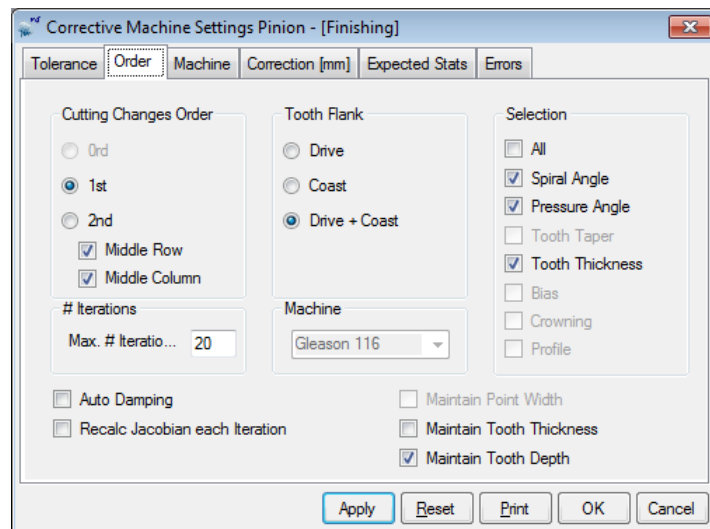 Corrective Machine Settings Pinion - [Finishing]
Tolerance Order Machine Correction [mm] Expected Stats Errors
Cutting Changes Order
0rd
1st
2nd
Middle Row
Middle Column
Tooth Flank
Drive
Coast
Drive + Coast
Selection
All
Spiral Angle
Pressure Angle
Tooth Taper
Tooth Thickness
Bias
Crowning
Profile
# Iterations
Max. # Iteratio... 20
Machine
Gleason 116
Auto Damping
Recalc Jacobian each Iteration
Maintain Point Width
Maintain Tooth Thickness
Maintain Tooth Depth
Apply Reset Print OK Cancel